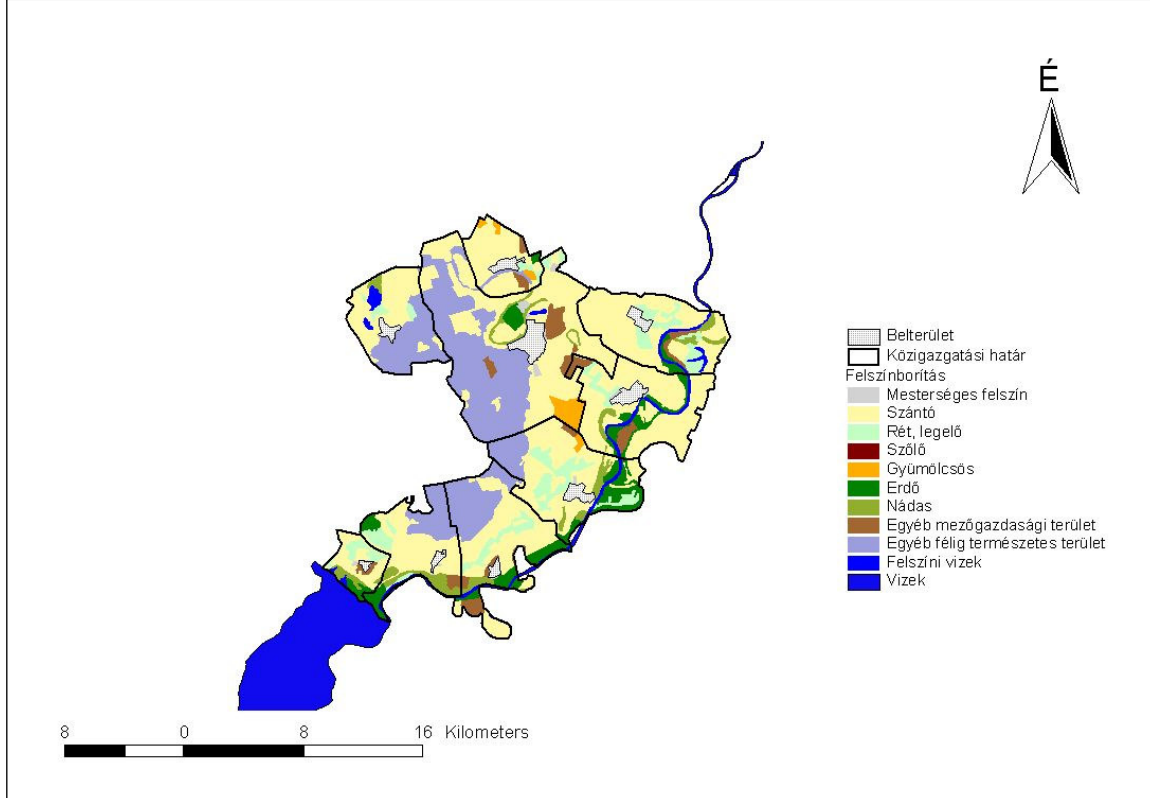 É
Belterület
Közigazgatási határ
Felszínborítás
Mesterséges felszín
Szántó
Rét, legelő
Szőlő
Gyümölcsös
Erdő
Nádas
Egyéb mezőgazdasági terület
Egyéb félig természetes terület
Felszíni vizek
Vizek
8 0 8 16 Kilometers